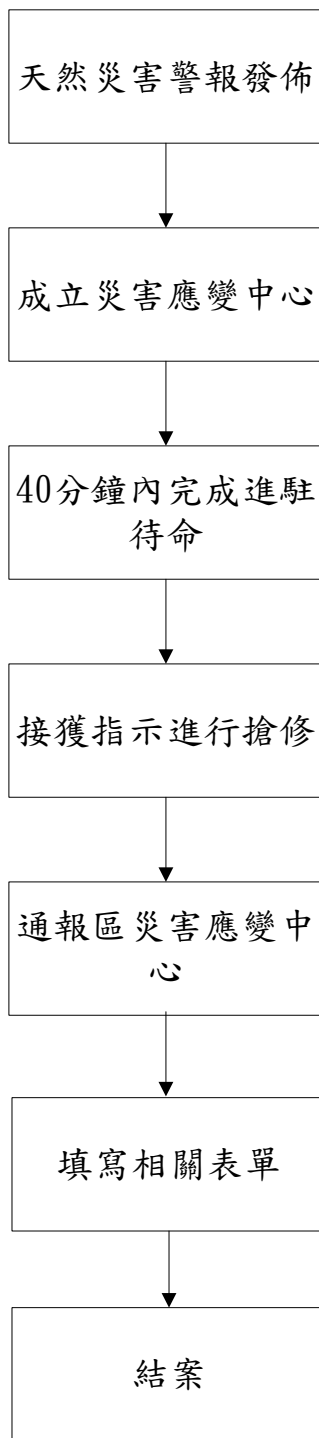 天然災害警報發佈
成立災害應變中心
40分鐘內完成進駐
待命
接獲指示進行搶修
通報區災害應變中
心
填寫相關表單
結案